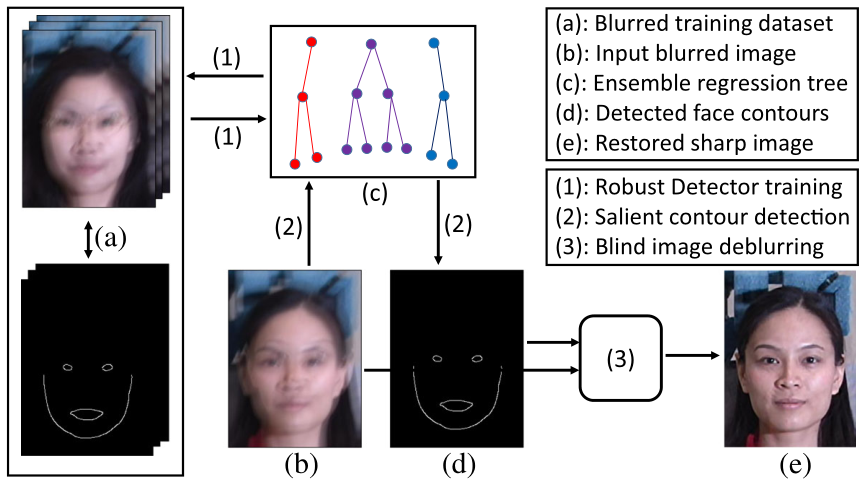 (1)
(1)
(a)
(c)
(2)
(2)
(a): Blurred training dataset
(b): Input blurred image
(c): Ensemble regression tree
(d): Detected face contours
(e): Restored sharp image
(1): Robust Detector training
(2): Salient contour detection
(3): Blind image deblurring
(3)
(b)
(d)
(e)